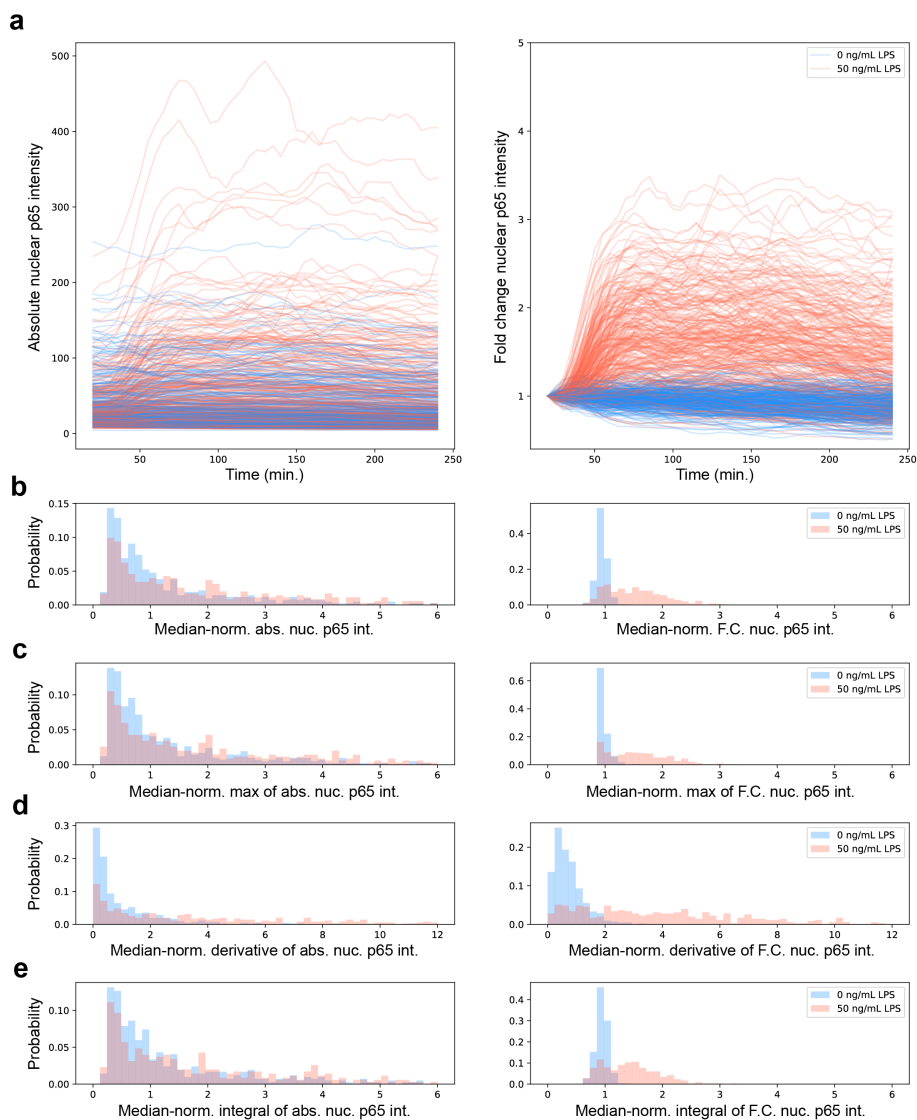 a
Absolute nuclear p65 intensity
500
400
300
200
100
0
50
100
150
200
250
Time (min.)
Fold change nuclear p65 intensity
5
4
3
2
1
50
100
150
200
250
Time (min.)
0 ng/mL LPS
50 ng/mL LPS
b
Probability
0.15
0.10
0.05
0.00
0 1 2 3 4 5 6
Median-norm. abs. nuc. p65 int.
0.4
0.2
0.0
0 1 2 3 4 5 6
Median-norm. F.C. nuc. p65 int.
0 ng/mL LPS
50 ng/mL LPS
c
Probability
0.10
0.05
0.00
0 1 2 3 4 5 6
Median-norm. max of abs. nuc. p65 int.
0.6
0.4
0.2
0.0
0 1 2 3 4 5 6
Median-norm. max of F.C. nuc. p65 int.
0 ng/mL LPS
50 ng/mL LPS
d
Probability
0.3
0.2
0.1
0.0
0 2 4 6 8 10 12
Median-norm. derivative of abs. nuc. p65 int.
0.2
0.1
0.0
0 2 4 6 8 10 12
Median-norm. derivative of F.C. nuc. p65 int.
0 ng/mL LPS
50 ng/mL LPS
e
Probability
0.10
0.05
0.00
0 1 2 3 4 5 6
Median-norm. integral of abs. nuc. p65 int.
0.4
0.3
0.2
0.1
0.0
0 1 2 3 4 5 6
Median-norm. integral of F.C. nuc. p65 int.
0 ng/mL LPS
50 ng/mL LPS